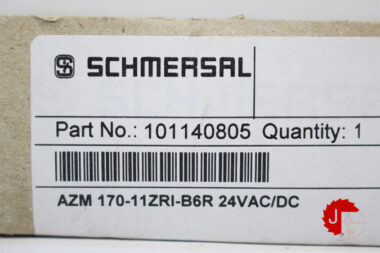 SCHMERSAL
Part No.: 101140805 Quantity: 1
AZM 170-11ZRI-B6R 24VAC/DC